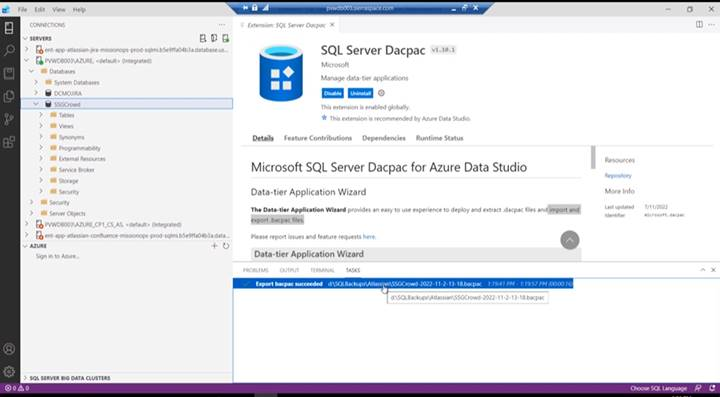 pvwdb003.sierraspace.com
File Edit View Help
CONNECTIONS
Extension: SQL Server Dacpac
SERVERS
ent-app-atlassian-jira-missionops-prod-sqlmi.b5e9ffa04b3a.database.us...
PVWDB003\AZURE, <default> (Integrated)
Databases
System Databases
DCMOJIRA
SSGCrowd
Tables
Views
Synonyms
Programmability
External Resources
Service Broker
Storage
Security
Security
Server Objects
PVWDB003\AZURE_CP1_CS_AS, <default> (Integrated)
ent-app-atlassian-confluence-missionops-prod-sqlmi.b5e9ffa04b3a.data...
AZURE
Sign in to Azure...
SQL SERVER BIG DATA CLUSTERS
SQL Server Dacpac v1.10.1
Microsoft
Manage data-tier applications
Disable Uninstall
This extension is enabled globally.
This extension is recommended by Azure Data Studio.
Details Feature Contributions Dependencies Runtime Status
Microsoft SQL Server Dacpac for Azure Data Studio
Data-tier Application Wizard
The Data-tier Application Wizard provides an easy to use experience to deploy and extract .dacpac files and import and
export .bacpac files.
Please report issues and feature requests here.
Data-tier Application Wizard
Resources
Repository
More Info
Last updated 7/11/2022
Identifier Microsoft.dacpac
PROBLEMS OUTPUT TERMINAL TASKS
Export bacpac succeeded d:\SQLBackups\Atlassian\SSGCrowd-2022-11-2-13-18.bacpac 1:19:41 PM - 1:19:57 PM (00:00:16)
d:\SQLBackups\Atlassian\SSGCrowd-2022-11-2-13-18.bacpac
0 0
Choose SQL Language